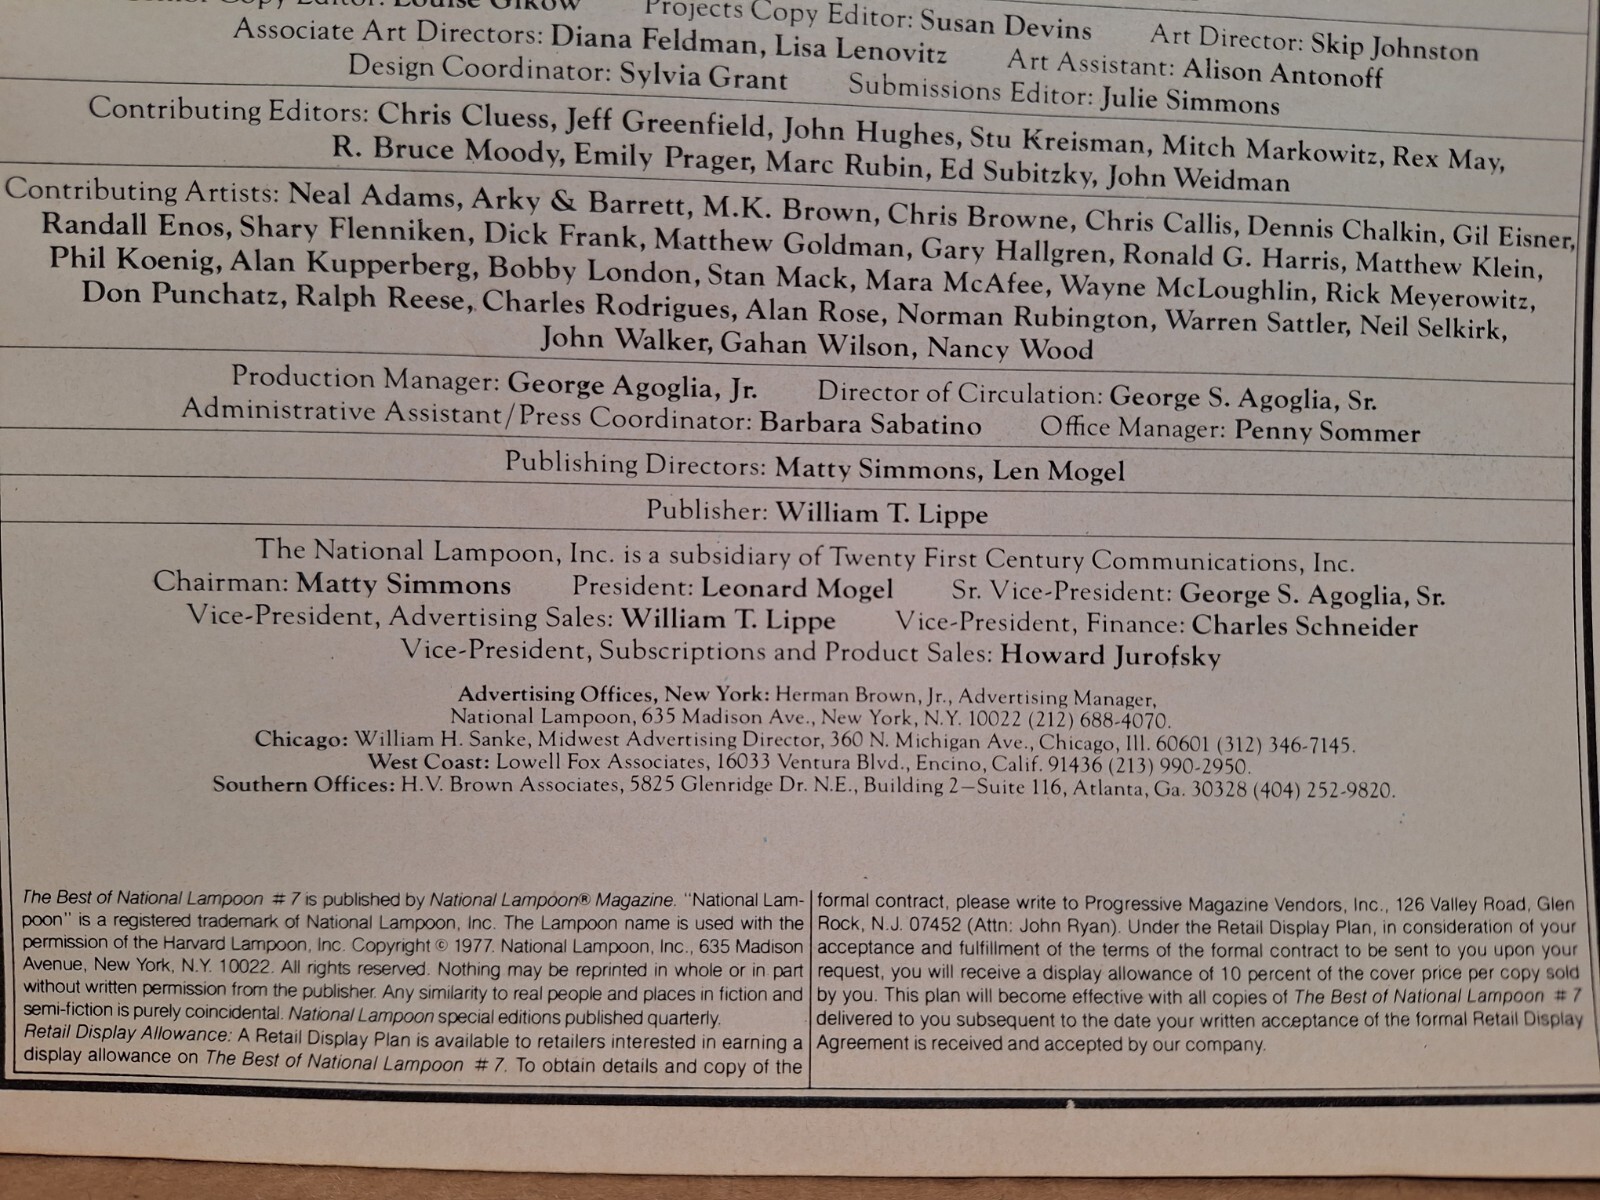 Copy Editor: Louise Gikow Projects Copy Editor: Susan Devins Art Director: Skip Johnston
Associate Art Directors: Diana Feldman, Lisa Lenovitz Art Assistant: Alison Antonoff
Design Coordinator: Sylvia Grant Submissions Editor: Julie Simmons
Contributing Editors: Chris Cluess, Jeff Greenfield, John Hughes, Stu Kreisman, Mitch Markowitz, Rex May,
R. Bruce Moody, Emily Prager, Marc Rubin, Ed Subitzky, John Weidman
Contributing Artists: Neal Adams, Arky & Barrett, M.K. Brown, Chris Browne, Chris Callis, Dennis Chalkin, Gil Eisner,
Randall Enos, Shary Flenniken, Dick Frank, Matthew Goldman, Gary Hallgren, Ronald G. Harris, Matthew Klein,
Phil Koenig, Alan Kupperberg, Bobby London, Stan Mack, Mara McAfee, Wayne McLoughlin, Rick Meyerowitz,
Don Punchatz, Ralph Reese, Charles Rodrigues, Alan Rose, Norman Rubington, Warren Sattler, Neil Selkirk,
John Walker, Gahan Wilson, Nancy Wood
Production Manager: George Agoglia, Jr. Director of Circulation: George S. Agoglia, Sr.
Administrative Assistant/Press Coordinator: Barbara Sabatino Office Manager: Penny Sommer
Publishing Directors: Matty Simmons, Len Mogel
Publisher: William T. Lippe
The National Lampoon, Inc. is a subsidiary of Twenty First Century Communications, Inc.
Chairman: Matty Simmons President: Leonard Mogel Sr. Vice-President: George S. Agoglia, Sr.
Vice-President, Advertising Sales: William T. Lippe Vice-President, Finance: Charles Schneider
Vice-President, Subscriptions and Product Sales: Howard Jurofsky
Advertising Offices, New York: Herman Brown, Jr., Advertising Manager,
National Lampoon, 635 Madison Ave., New York, N.Y. 10022 (212) 688-4070.
Chicago: William H. Sanke, Midwest Advertising Director, 360 N. Michigan Ave., Chicago, Ill. 60601 (312) 346-7145.
West Coast: Lowell Fox Associates, 16033 Ventura Blvd., Encino, Calif. 91436 (213) 990-2950.
Southern Offices: H.V. Brown Associates, 5825 Glenridge Dr. N.E., Building 2—Suite 116, Atlanta, Ga. 30328 (404) 252-9820.
The Best of National Lampoon # 7 is published by National Lampoon® Magazine. "National Lam-
poon" is a registered trademark of National Lampoon, Inc. The Lampoon name is used with the
permission of the Harvard Lampoon, Inc. Copyright © 1977. National Lampoon, Inc., 635 Madison
Avenue, New York, N.Y. 10022. All rights reserved. Nothing may be reprinted in whole or in part
without written permission from the publisher. Any similarity to real people and places in fiction and
semi-fiction is purely coincidental. National Lampoon special editions published quarterly.
Retail Display Allowance: A Retail Display Plan is available to retailers interested in earning a
display allowance on The Best of National Lampoon # 7. To obtain details and copy of the
formal contract, please write to Progressive Magazine Vendors, Inc., 126 Valley Road, Glen
Rock, N.J. 07452 (Attn: John Ryan). Under the Retail Display Plan, in consideration of your
acceptance and fulfillment of the terms of the formal contract to be sent to you upon your
request, you will receive a display allowance of 10 percent of the cover price per copy sold
by you. This plan will become effective with all copies of The Best of National Lampoon # 7
delivered to you subsequent to the date your written acceptance of the formal Retail Display
Agreement is received and accepted by our company.